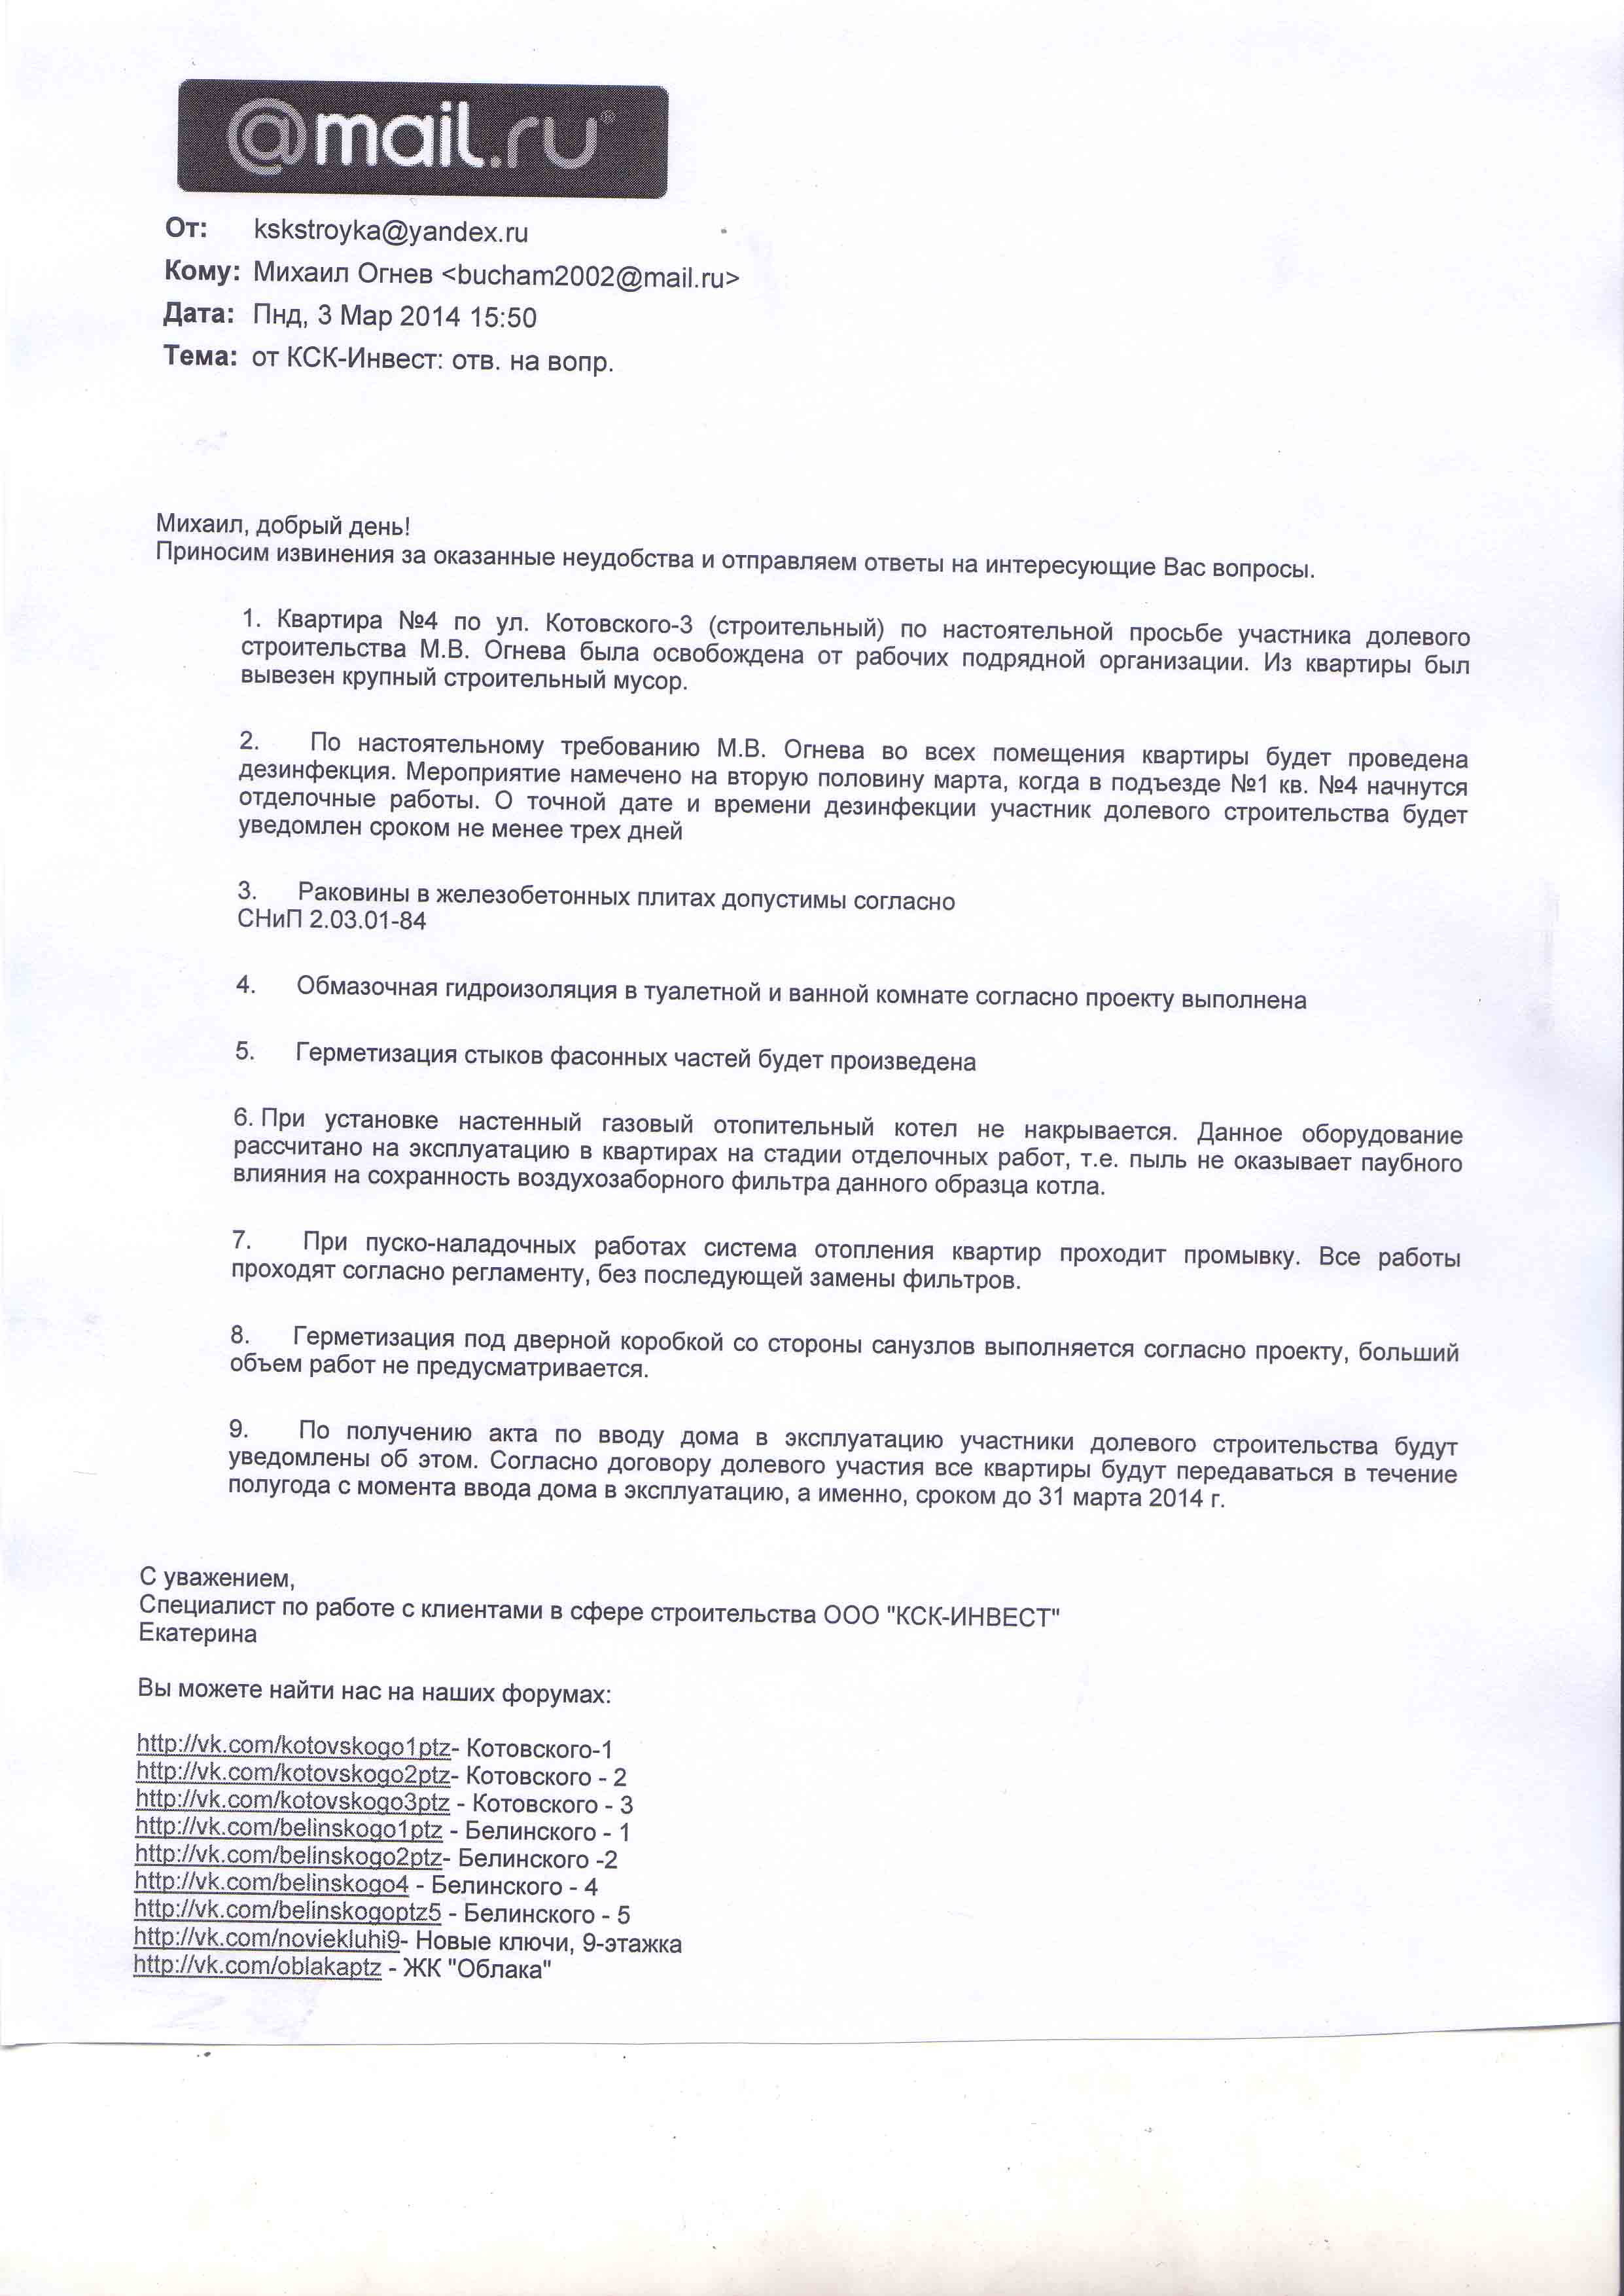 @mail.ru®
От: kskstroyka@yandex.ru
Кому: Михаил Огнев <bucham2002@mail.ru>
Дата: Пнд, 3 Мар 2014 15:50
Тема: от КСК-Инвест: отв. на вопр.
Михаил, добрый день!
Приносим извинения за оказанные неудобства и отправляем ответы на интересующие Вас вопросы.
1. Квартира №4 по ул. Котовского-3 (строительный) по настоятельной просьбе участника долевого
строительства М.В. Огнева была освобождена от рабочих подрядной организации. Из квартиры был
вывезен крупный строительный мусор.
2. По настоятельному требованию М.В. Огнева во всех помещения квартиры будет проведена
дезинфекция. Мероприятие намечено на вторую половину марта, когда в подъезде №1 кв. №4 начнутся
отделочные работы. О точной дате и времени дезинфекции участник долевого строительства будет
уведомлен сроком не менее трех дней
3. Раковины в железобетонных плитах допустимы согласно
СНиП 2.03.01-84
4. Обмазочная гидроизоляция в туалетной и ванной комнате согласно проекту выполнена
5. Герметизация стыков фасонных частей будет произведена
6. При установке настенный газовый отопительный котел не накрывается. Данное оборудование
рассчитано на эксплуатацию в квартирах на стадии отделочных работ, т.е. пыль не оказывает паубного
влияния на сохранность воздухозаборного фильтра данного образца котла.
7. При пуско-наладочных работах система отопления квартир проходит промывку. Все работы
проходят согласно регламенту, без последующей замены фильтров.
8. Герметизация под дверной коробкой со стороны санузлов выполняется согласно проекту, больший
объем работ не предусматривается.
9. По получению акта по вводу дома в эксплуатацию участники долевого строительства будут
уведомлены об этом. Согласно договору долевого участия все квартиры будут передаваться в течение
полугода с момента ввода дома в эксплуатацию, а именно, сроком до 31 марта 2014 г.
С уважением,
Специалист по работе с клиентами в сфере строительства ООО "КСК-ИНВЕСТ"
Екатерина
Вы можете найти нас на наших форумах:
http://vk.com/kotovskogo1ptz- Котовского-1
http://vk.com/kotovskogo2ptz- Котовского - 2
http://vk.com/kotovskogo3ptz - Котовского - 3
http://vk.com/belinskogo1ptz - Белинского - 1
http://vk.com/belinskogo2ptz- Белинского -2
http://vk.com/belinskogo4 - Белинского - 4
http://vk.com/belinskogoptz5 - Белинского - 5
http://vk.com/noviekluhi9- Новые ключи, 9-этажка
http://vk.com/oblakaptz - ЖК "Облака"